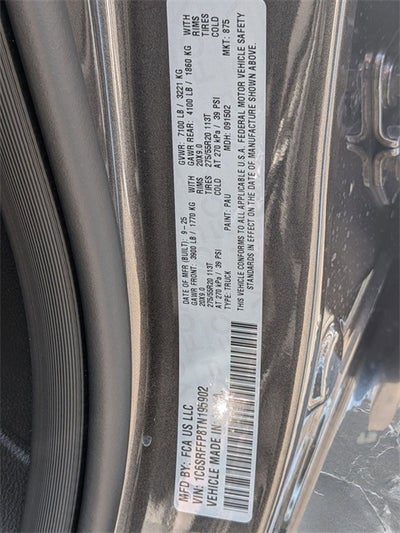 MFD BY: FCA US LLC
VIN: 1C6SRFFP8TN195902
VEHICLE MADE IN
DATE OF MFR (BUILT): 9 - 25
GVWR: 7100 LB / 3221 KG
GAWR FRONT: 3900 LB / 1770 KG WITH
20X9.0 RIMS
275/55R20 113T TIRES
AT 270 kPa / 39 PSI COLD
GAWR REAR: 4100 LB / 1860 KG WITH
20X9.0 RIMS
275/55R20 113T TIRES
AT 270 kPa / 39 PSI COLD
TYPE: TRUCK PAINT: PAU MDH: 091502 MKT: 875
THIS VEHICLE CONFORMS TO ALL APPLICABLE U.S.A. FEDERAL MOTOR VEHICLE SAFETY
STANDARDS IN EFFECT ON THE DATE OF MANUFACTURE SHOWN ABOVE.